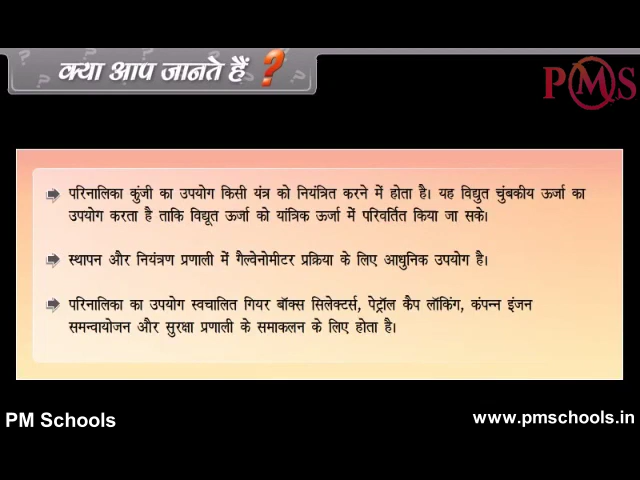 क्या आप जानते हैं ?
PMS
परिनालिका कुंजी का उपयोग किसी यंत्र को नियंत्रित करने में होता है। यह विद्युत चुंबकीय ऊर्जा का
उपयोग करता है ताकि विद्यूत ऊर्जा को यांत्रिक ऊर्जा में परिवर्तित किया जा सके।
स्थापन और नियंत्रण प्रणाली में गैल्वेनोमीटर प्रक्रिया के लिए आधुनिक उपयोग है।
परिनालिका का उपयोग स्वचालित गियर बॉक्स सिलेक्टर्स, पेट्रॉल कैप लॉकिंग, कंपन्न इंजन
समन्वायोजन और सुरक्षा प्रणाली के समाकलन के लिए होता है।
PM Schools
www.pmschools.in